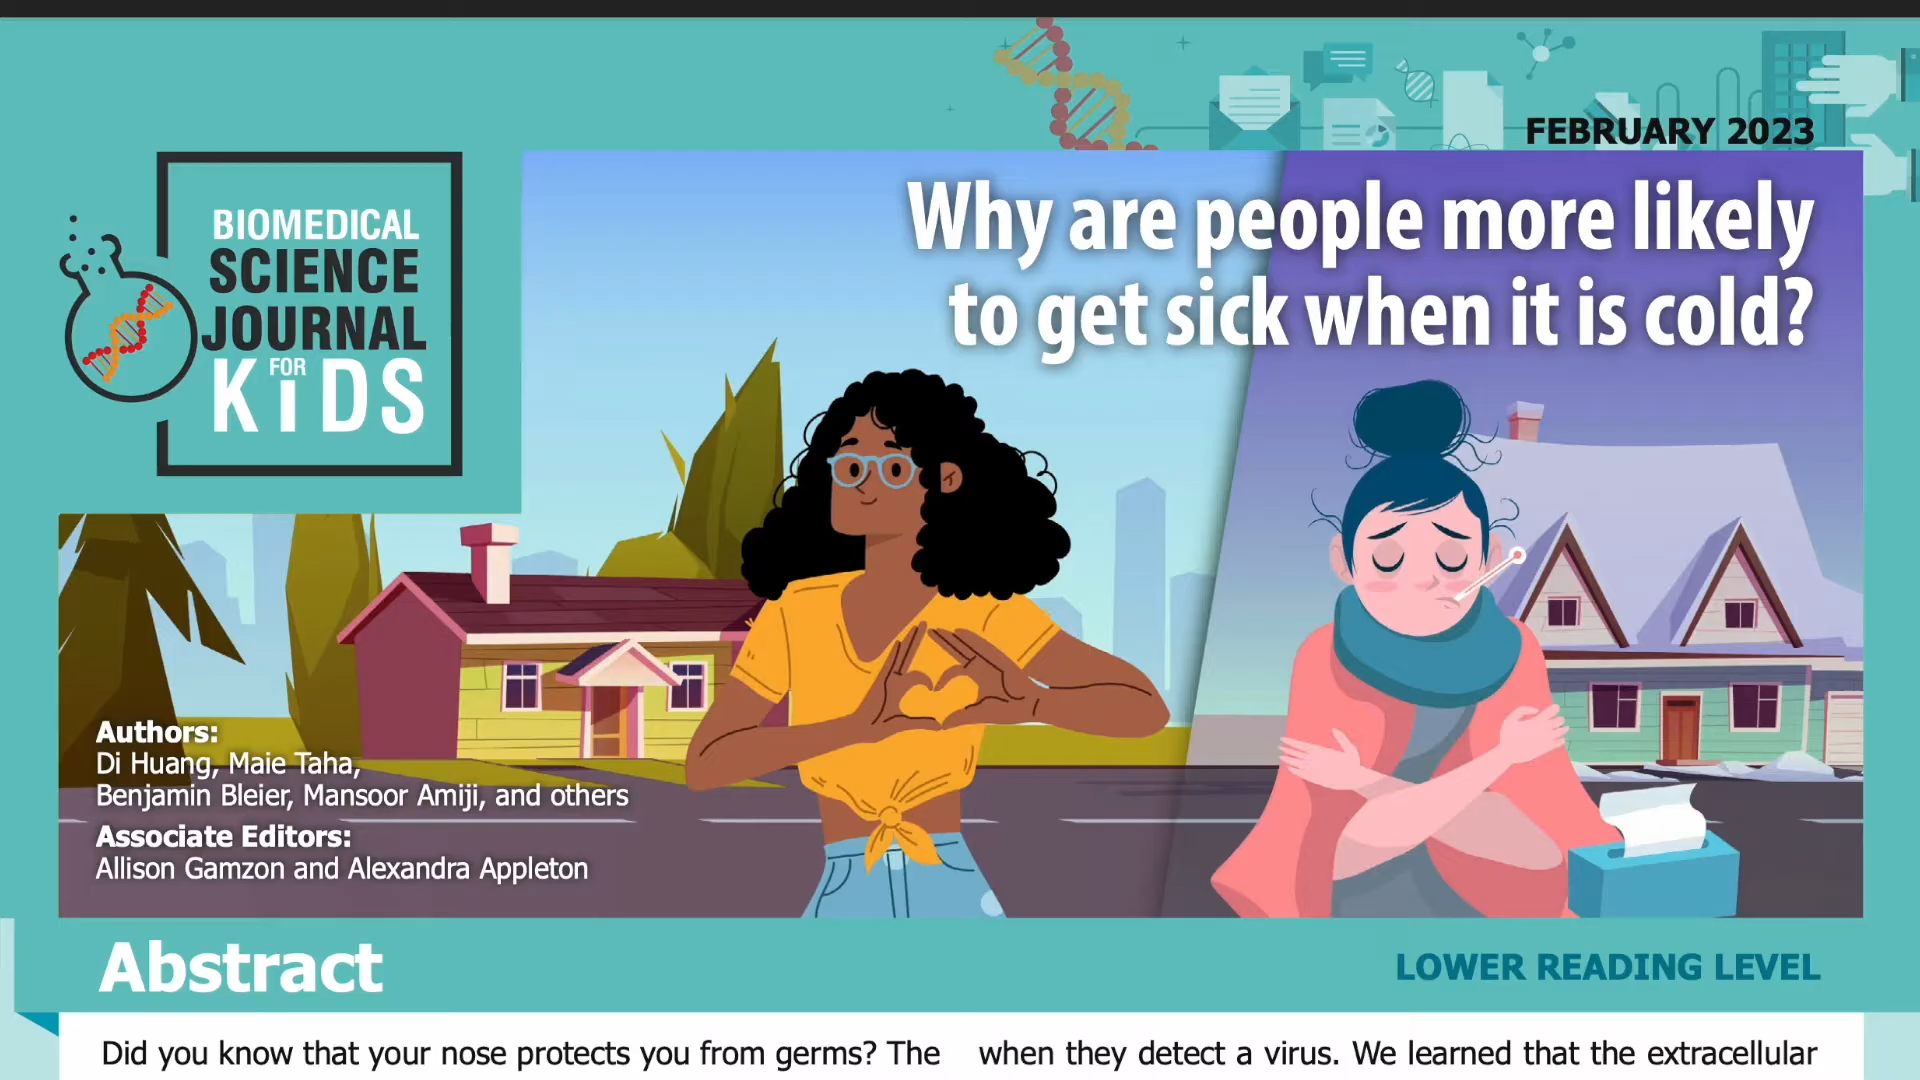 FEBRUARY 2023
BIOMEDICAL
SCIENCE
JOURNAL
FOR
KiDS
Why are people more likely
to get sick when it is cold?
Authors:
Di Huang, Maie Taha,
Benjamin Bleier, Mansoor Amiji, and others
Associate Editors:
Allison Gamzon and Alexandra Appleton
Abstract
LOWER READING LEVEL
Did you know that your nose protects you from germs? The
when they detect a virus. We learned that the extracellular